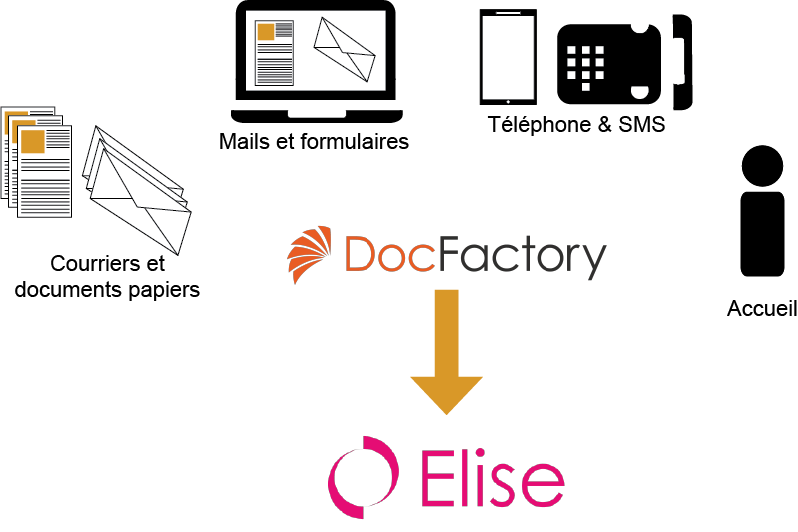 Mails et formulaires
Téléphone & SMS
Courriers et
documents papiers
DocFactory
Accueil
Elise